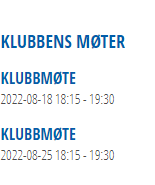 KLUBBENS MØTER
KLUBBMØTE
2022-08-18 18:15 - 19:30
KLUBBMØTE
2022-08-25 18:15 - 19:30